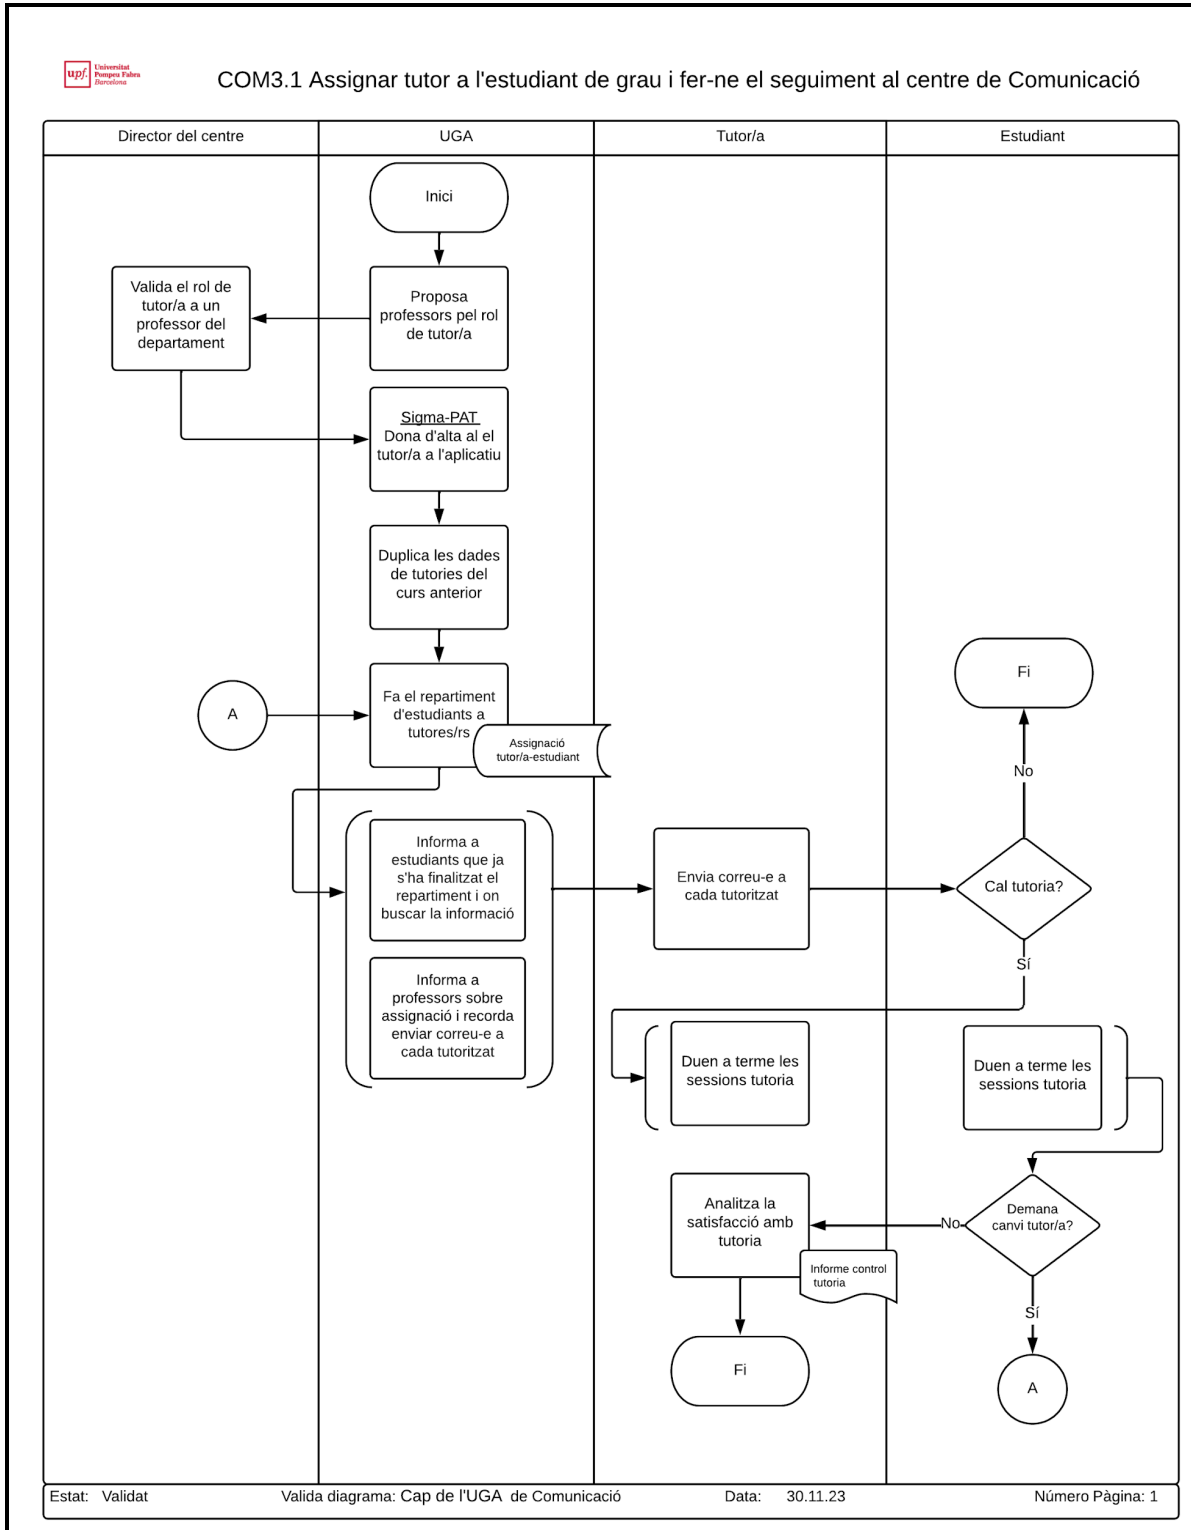 upf.
Universitat
Pompeu Fabra
Barcelona
COM3.1 Assignar tutor a l'estudiant de grau i fer-ne el seguiment al centre de Comunicació
Director del centre
UGA
Tutor/a
Estudiant
Inici
Valida el rol de
tutor/a a un
professor del
departament
Proposa
professors pel rol
de tutor/a
Sigma-PAT
Dona d'alta al el
tutor/a a l'aplicatiu
Duplica les dades
de tutories del
curs anterior
A
Fa el repartiment
d'estudiants a
tutores/rs
Assignació
tutor/a-estudiant
Fi
No
Informa a
estudiants que ja
s'ha finalitzat el
repartiment i on
buscar la informació
Envia correu-e a
cada tutoritzat
Cal tutoria?
Sí
Informa a
professors sobre
assignació i recorda
enviar correu-e a
cada tutoritzat
Duen a terme les
sessions tutoria
Duen a terme les
sessions tutoria
Analitza la
satisfacció amb
tutoria
No
Demana
canvi tutor/a?
Informe control
tutoria
Sí
Fi
A
Estat: Validat
Valida diagrama: Cap de l'UGA de Comunicació
Data: 30.11.23
Número Pàgina: 1